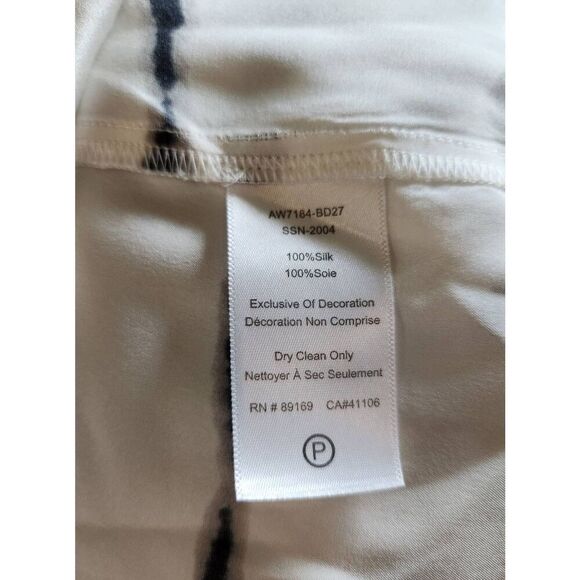 AW7184-BD27
SSN-2004
100%Silk
100%Soie
Exclusive Of Decoration
Décoration Non Comprise
Dry Clean Only
Nettoyer À Sec Seulement
RN # 89169 CA#41106
P